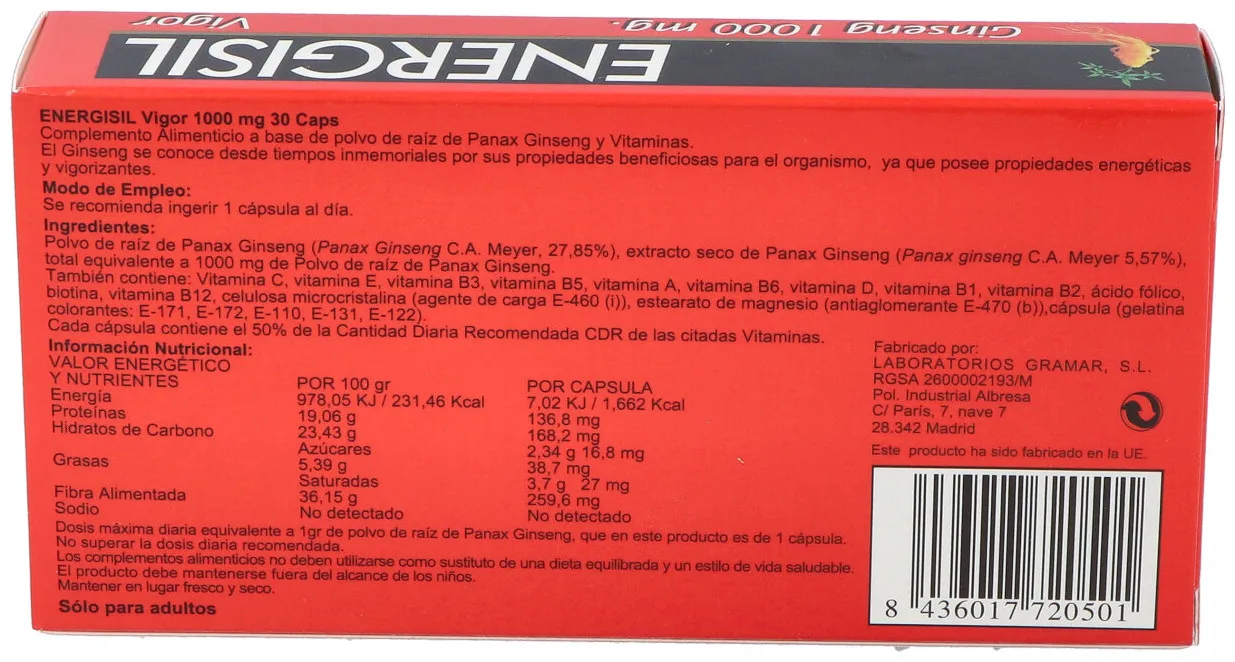 Ginseng 1000 mg.
Vigor
ENERGISIL
ENERGISIL Vigor 1000 mg 30 Caps
Complemento Alimenticio a base de polvo de raíz de Panax Ginseng y Vitaminas.
El Ginseng se conoce desde tiempos inmemoriales por sus propiedades beneficiosas para el organismo, ya que posee propiedades energéticas
y vigorizantes.
Modo de Empleo:
Se recomienda ingerir 1 cápsula al día.
Ingredientes:
Polvo de raíz de Panax Ginseng (Panax Ginseng C.A. Meyer, 27,85%), extracto seco de Panax Ginseng (Panax ginseng C.A. Meyer 5,57%),
total equivalente a 1000 mg de Polvo de raíz de Panax Ginseng.
También contiene: Vitamina C, vitamina E, vitamina B3, vitamina B5, vitamina A, vitamina B6, vitamina D, vitamina B1, vitamina B2, ácido fólico,
biotina, vitamina B12, celulosa microcristalina (agente de carga E-460 (i)), estearato de magnesio (antiaglomerante E-470 (b)),cápsula (gelatina
colorantes: E-171, E-172, E-110, E-131, E-122).
Cada cápsula contiene el 50% de la Cantidad Diaria Recomendada CDR de las citadas Vitaminas.
Información Nutricional:
VALOR ENERGÉTICO
Y NUTRIENTES POR 100 gr POR CAPSULA
Energía 978,05 KJ / 231,46 Kcal 7,02 KJ / 1,662 Kcal
Proteínas 19,06 g 136,8 mg
Hidratos de Carbono 23,43 g 168,2 mg
Azúcares 2,34 g 16,8 mg
Grasas 5,39 g 38,7 mg
Saturadas 3,7 g 27 mg
Fibra Alimentada 36,15 g 259,6 mg
Sodio No detectado No detectado
Dosis máxima diaria equivalente a 1gr de polvo de raíz de Panax Ginseng, que en este producto es de 1 cápsula.
No superar la dosis diaria recomendada.
Los complementos alimenticios no deben utilizarse como sustituto de una dieta equilibrada y un estilo de vida saludable.
El producto debe mantenerse fuera del alcance de los niños.
Mantener en lugar fresco y seco.
Sólo para adultos
Fabricado por:
LABORATORIOS GRAMAR, S.L.
RGSA 2600002193/M
Pol. Industrial Albresa
C/ París, 7, nave 7
28.342 Madrid
Este producto ha sido fabricado en la UE.
8 436017 720501